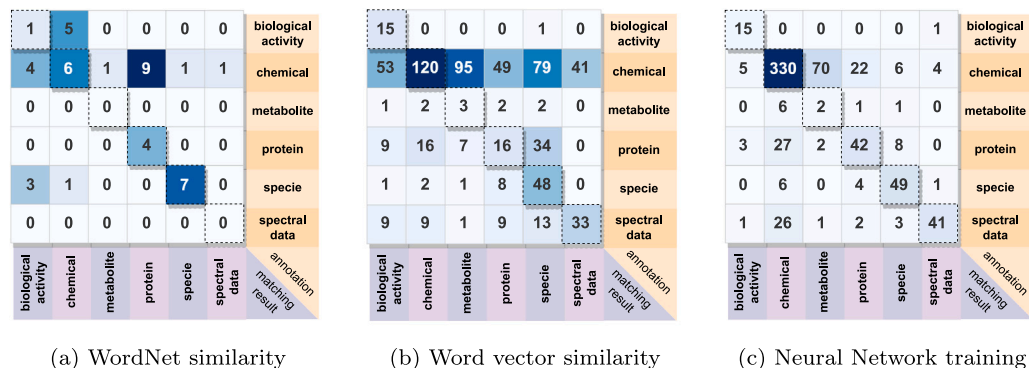 1 5 0 0 0 0 biological activity
4 6 1 9 1 1 chemical
0 0 0 0 0 0 metabolite
0 0 0 4 0 0 protein
3 1 0 0 7 0 specie
0 0 0 0 0 0 spectral data
biological activity
chemical
metabolite
protein
specie
spectral data
annotation
matching result
(a) WordNet similarity
15 0 0 0 1 0 biological activity
53 120 95 49 79 41 chemical
1 2 3 2 2 0 metabolite
9 16 7 16 34 0 protein
1 2 1 8 48 0 specie
9 9 1 9 13 33 spectral data
biological activity
chemical
metabolite
protein
specie
spectral data
annotation
matching result
(b) Word vector similarity
15 0 0 0 0 1 biological activity
5 330 70 22 6 4 chemical
0 6 2 1 1 0 metabolite
3 27 2 42 8 0 protein
0 6 0 4 49 1 specie
1 26 1 2 3 41 spectral data
biological activity
chemical
metabolite
protein
specie
spectral data
annotation
matching result
(c) Neural Network training